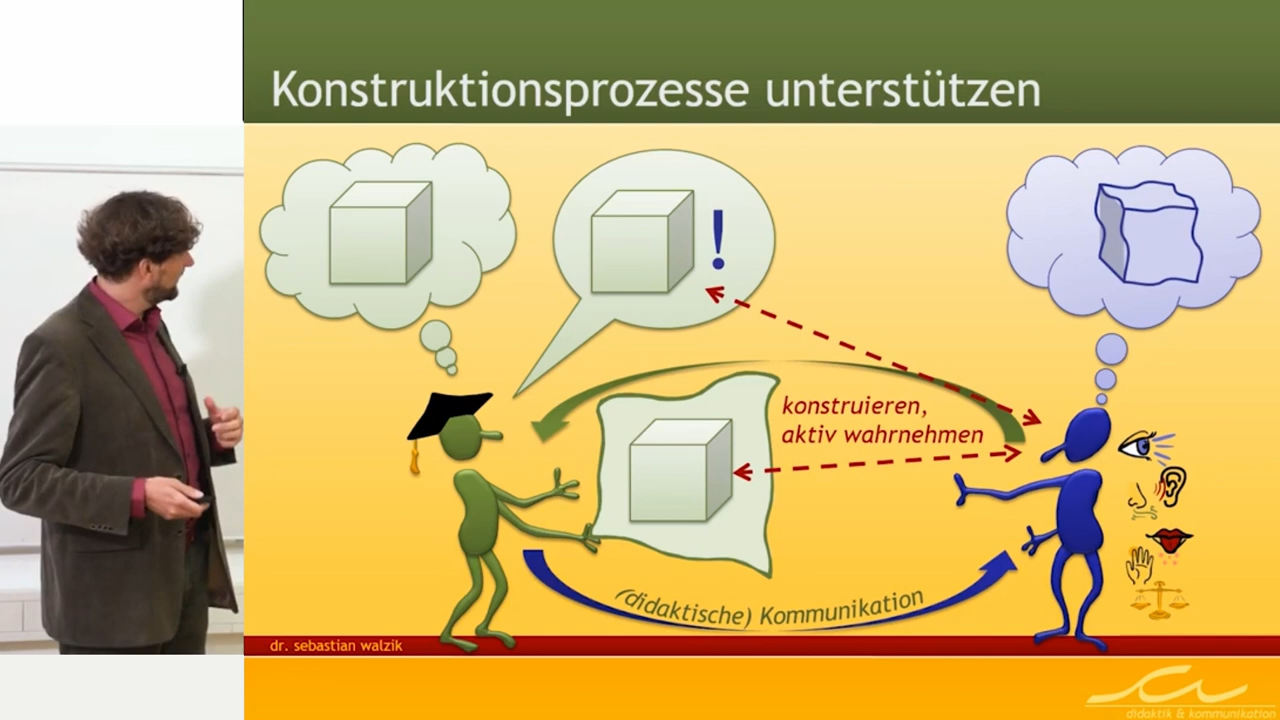 Konstruktionsprozesse unterstützen
!
konstruieren,
aktiv wahrnehmen
(didaktische) Kommunikation
dr. sebastian walzik
didaktik & kommunikation